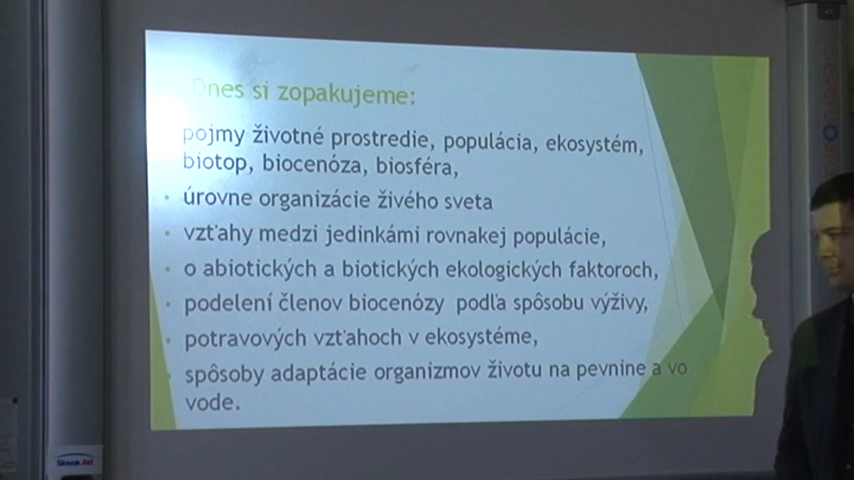 Dnes si zopakujeme:
pojmy životné prostredie, populácia, ekosystém,
biotop, biocenóza, biosféra,
• úrovne organizácie živého sveta
• vzťahy medzi jedinkámi rovnakej populácie,
• o abiotických a biotických ekologických faktoroch,
• podelení členov biocenózy podľa spôsobu výživy,
• potravových vzťahoch v ekosystéme,
• spôsoby adaptácie organizmov životu na pevnine a vo
vode.
SlovakAid